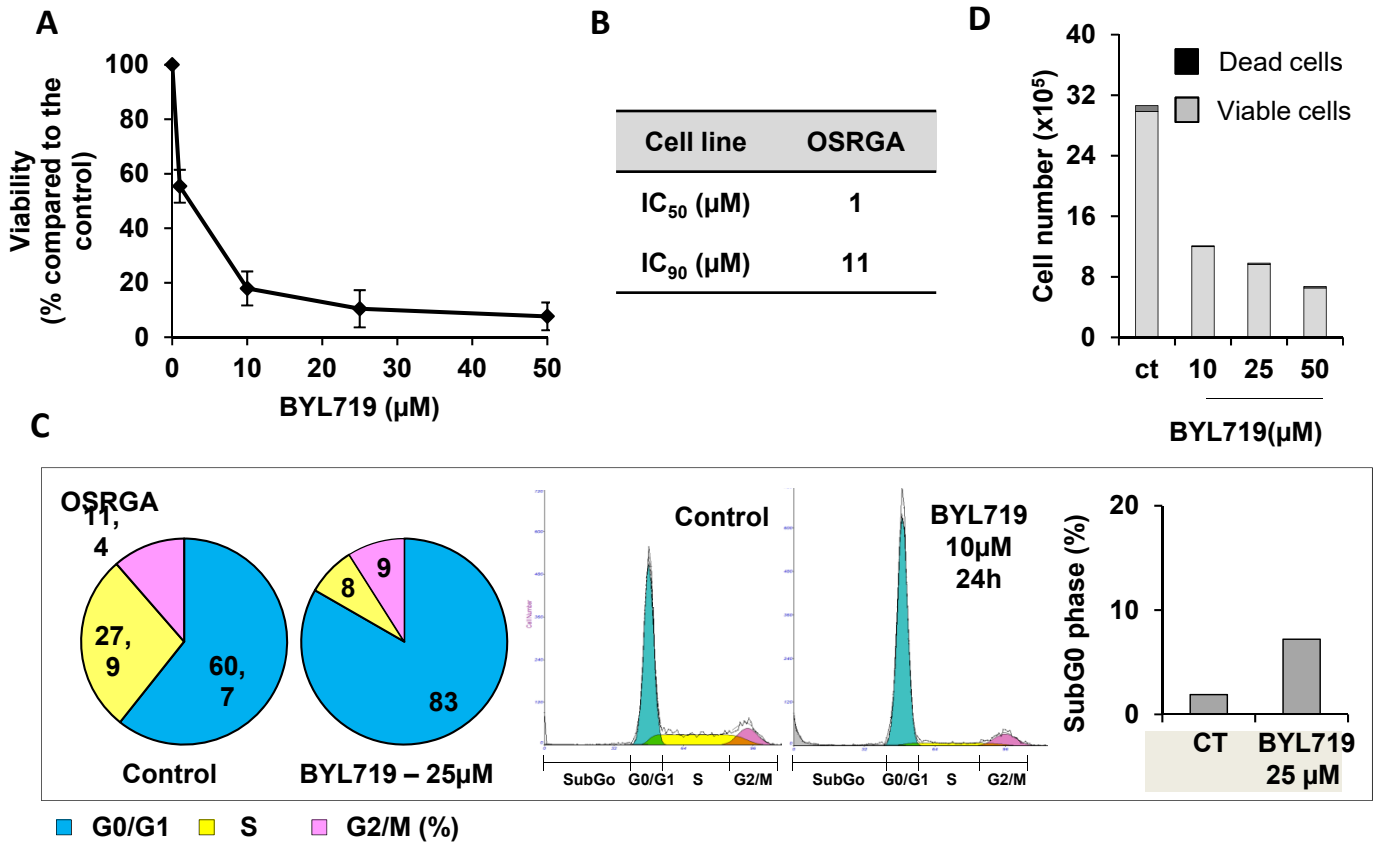 A
Viability
(% compared to the
control)
100
80
60
40
20
0
0 10 20 30 40 50
BYL719 (µM)
B
Cell line OSRGA
IC50 (µM) 1
IC90 (µM) 11
D
Cell number (x10⁵)
40
32
24
16
8
0
Dead cells
Viable cells
ct 10 25 50
BYL719(µM)
C
OSRGA
11,
4
27,
9
60,
7
Control
8
9
83
BYL719 – 25µM
Control
Cell Number
SubGo G0/G1 S G2/M
BYL719
10µM
24h
SubGo G0/G1 S G2/M
SubG0 phase (%)
20
10
0
CT BYL719
25 µM
G0/G1 S G2/M (%)